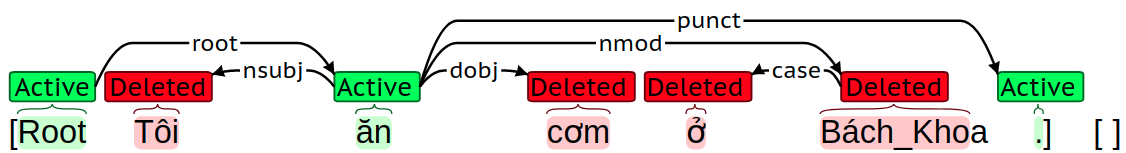 punct
root nmod
nsubj dobj case
Active Deleted Active Deleted Deleted Deleted Active
[Root Tôi ăn cơm ở Bách_Khoa .] [ ]